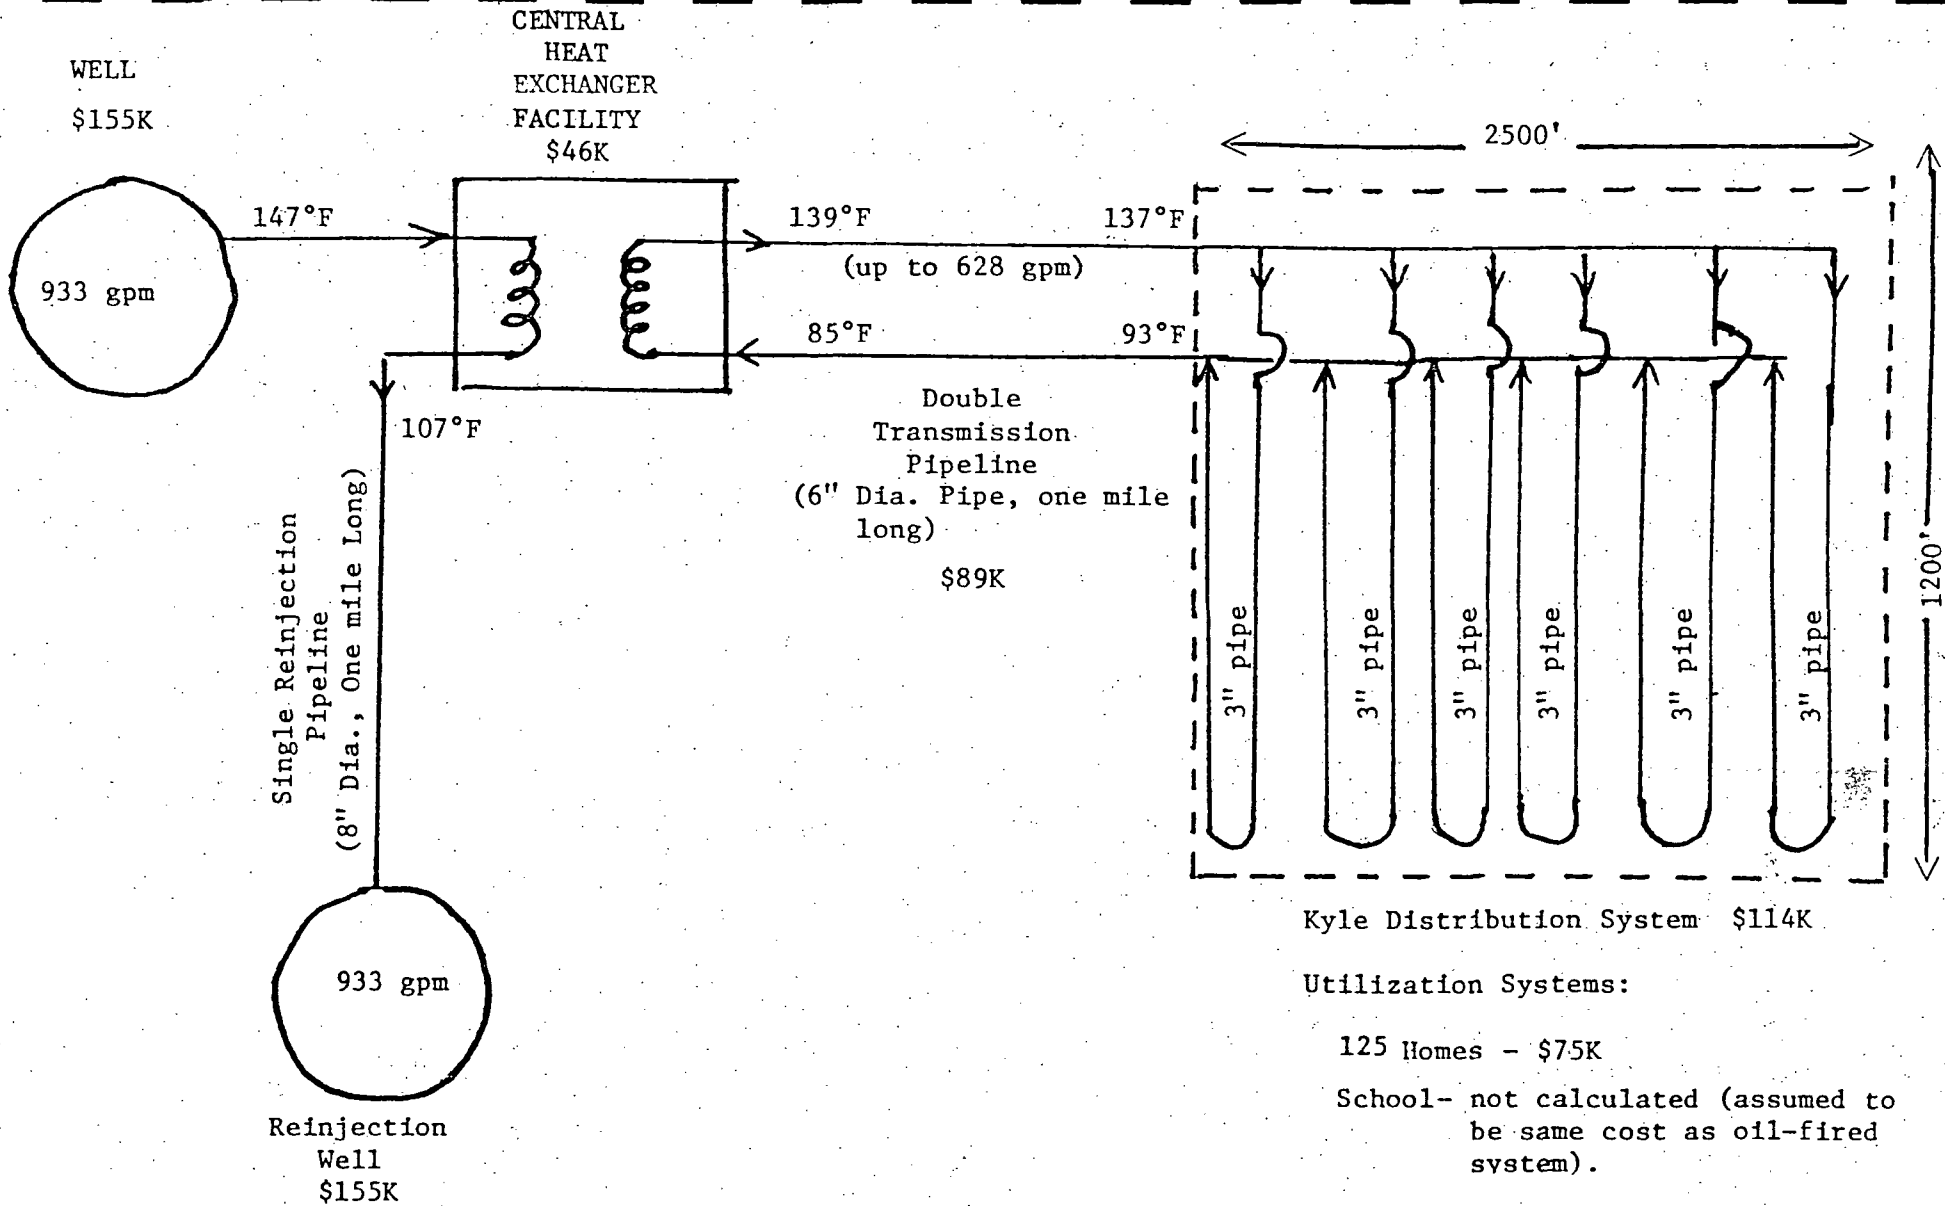 WELL
$155K
933 gpm
147°F
CENTRAL
HEAT
EXCHANGER
FACILITY
$46K
139°F
137°F
(up to 628 gpm)
85°F
93°F
107°F
Double
Transmission
Pipeline
(6" Dia. Pipe, one mile
long)
$89K
Single Reinjection
Pipeline
(8" Dia., One mile Long)
933 gpm
Reinjection
Well
$155K
2500'
1200'
3" pipe
3" pipe
3" pipe
3" pipe
3" pipe
3" pipe
Kyle Distribution System $114K
Utilization Systems:
125 Homes - $75K
School- not calculated (assumed to
be same cost as oil-fired
system).